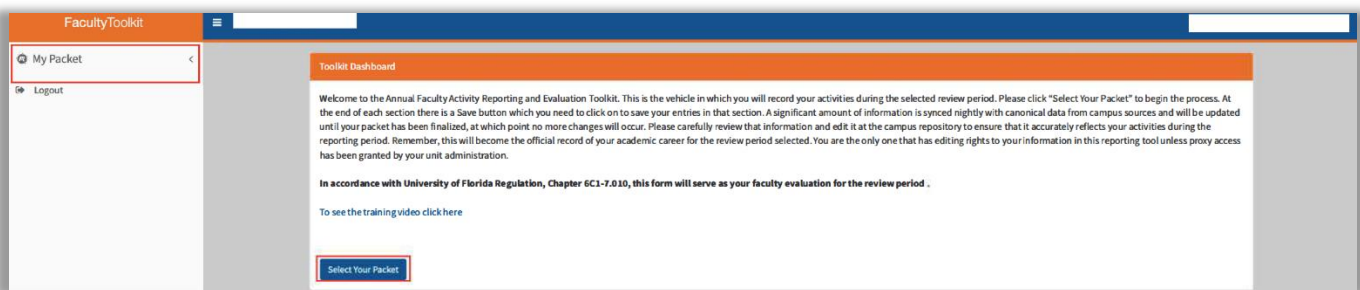 FacultyToolkit
My Packet
Logout
Toolkit Dashboard
Welcome to the Annual Faculty Activity Reporting and Evaluation Toolkit. This is the vehicle in which you will record your activities during the selected review period. Please click "Select Your Packet" to begin the process. At
the end of each section there is a Save button which you need to click on to save your entries in that section. A significant amount of information is synced nightly with canonical data from campus sources and will be updated
until your packet has been finalized, at which point no more changes will occur. Please carefully review that information and edit it at the campus repository to ensure that it accurately reflects your activities during the
reporting period. Remember, this will become the official record of your academic career for the review period selected. You are the only one that has editing rights to your information in this reporting tool unless proxy access
has been granted by your unit administration.
In accordance with University of Florida Regulation, Chapter 6C1-7.010, this form will serve as your faculty evaluation for the review period .
To see the training video click here
Select Your Packet